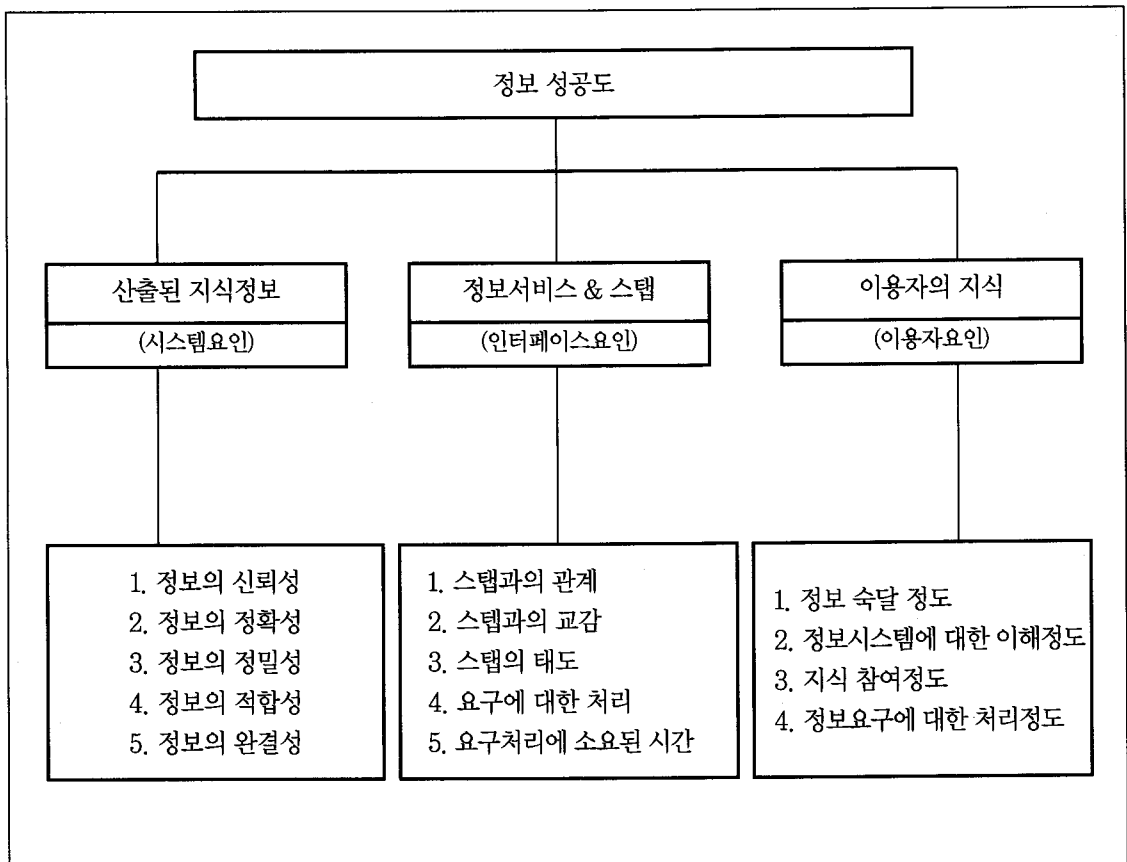 정보 성공도
산출된 지식정보
(시스템요인)
정보서비스 & 스탭
(인터페이스요인)
이용자의 지식
(이용자요인)
1. 정보의 신뢰성
2. 정보의 정확성
3. 정보의 정밀성
4. 정보의 적합성
5. 정보의 완결성
1. 스탭과의 관계
2. 스텝과의 교감
3. 스탭의 태도
4. 요구에 대한 처리
5. 요구처리에 소요된 시간
1. 정보 숙달 정도
2. 정보시스템에 대한 이해정도
3. 지식 참여정도
4. 정보요구에 대한 처리정도